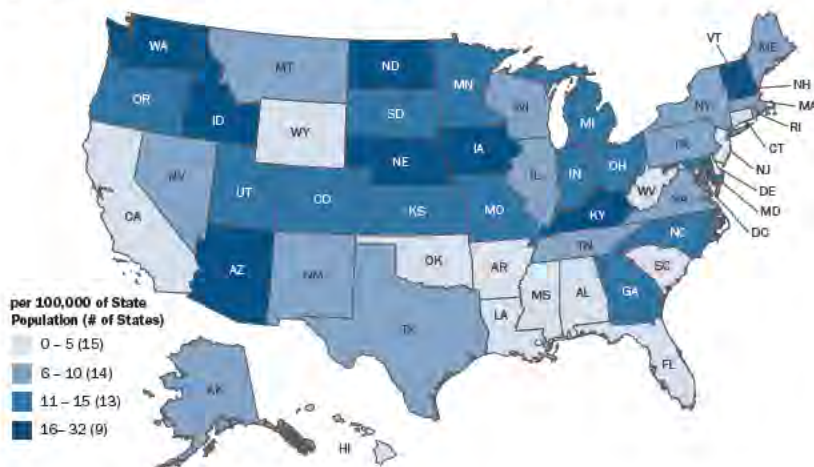 WA
MT
ND
MN
VT
ME
NH
OR
ID
WY
SD
WI
MI
NY
MA
RI
CT
NV
UT
CO
NE
IA
IL
IN
OH
PA
NJ
DE
MD
DC
CA
KS
MO
KY
WV
VA
AZ
NM
OK
AR
TN
NC
SC
TX
LA
MS
AL
GA
FL
AK
HI
per 100,000 of State
Population (# of States)
0 – 5 (15)
6 – 10 (14)
11 – 15 (13)
16– 32 (9)